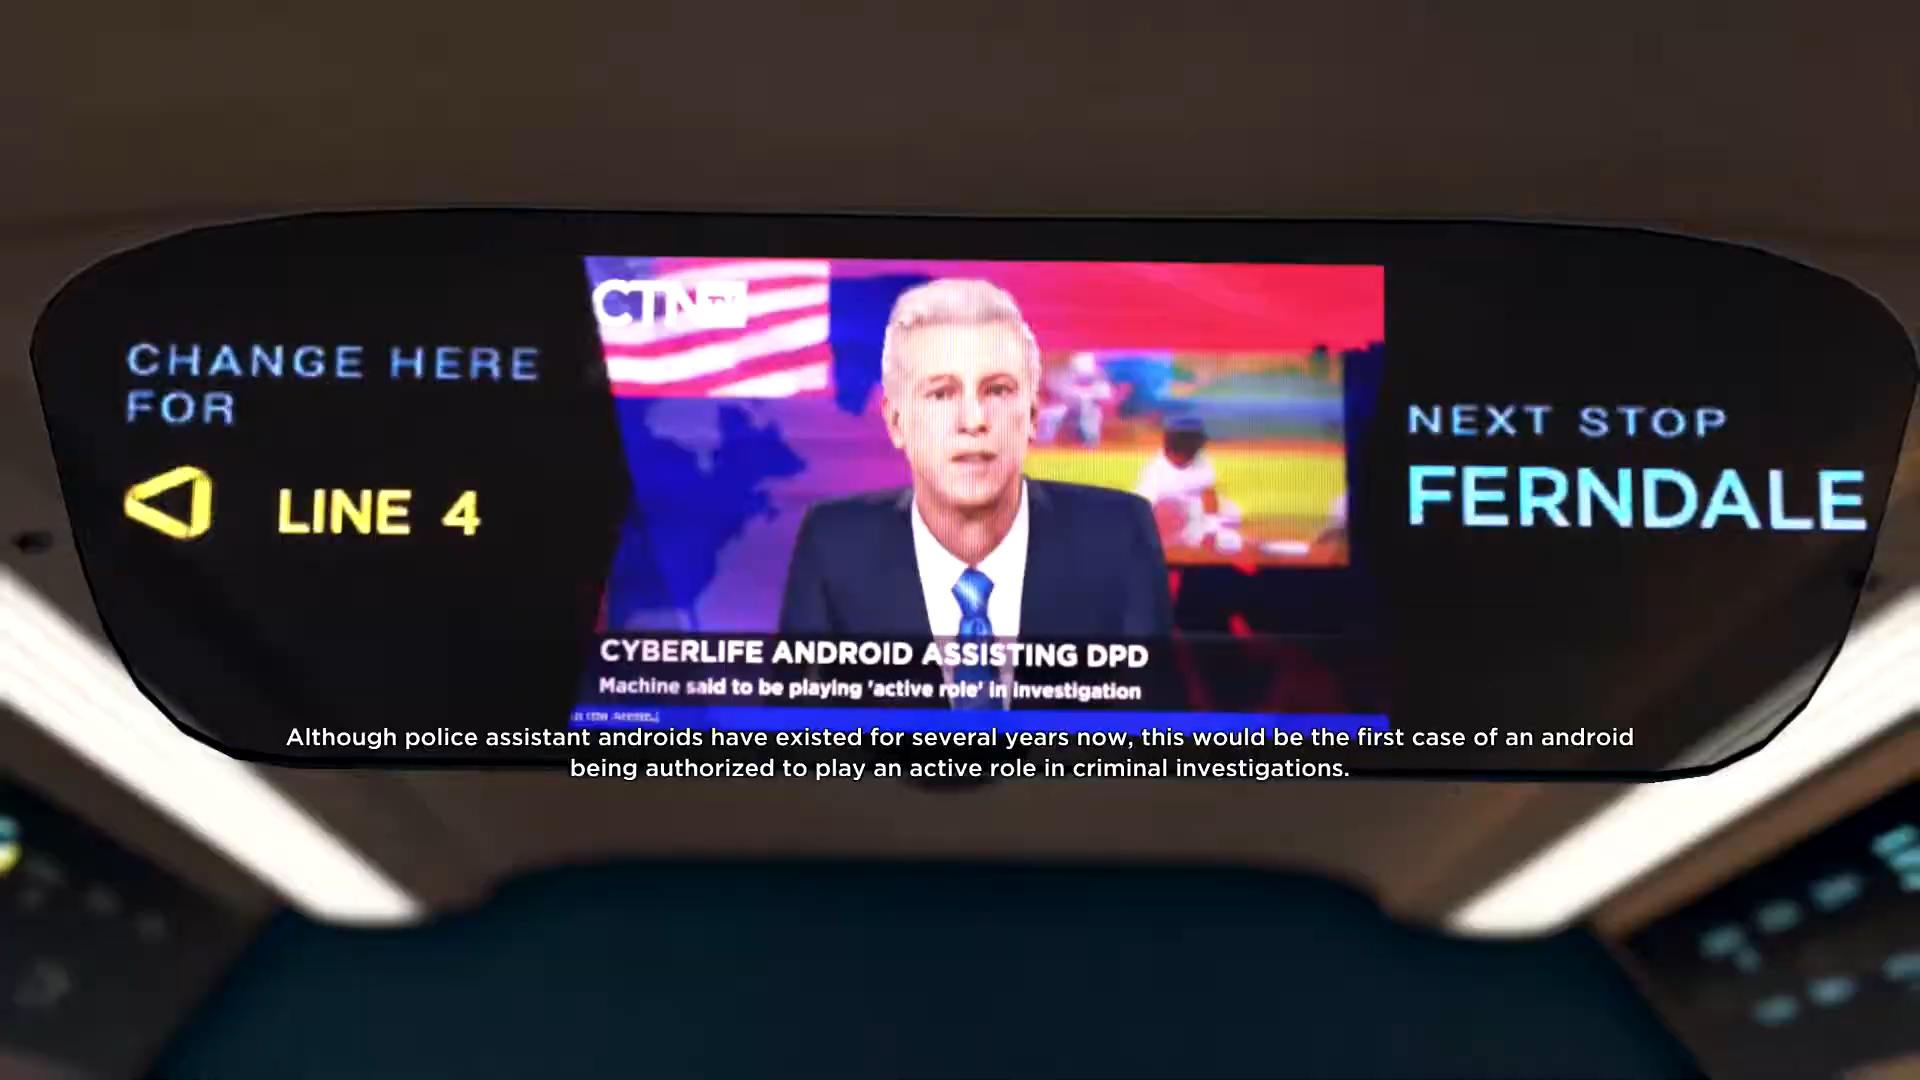 CHANGE HERE
FOR
LINE 4
CTN TV
CYBERLIFE ANDROID ASSISTING DPD
Machine said to be playing 'active role' in investigation
NEXT STOP
FERNDALE
Although police assistant androids have existed for several years now, this would be the first case of an android
being authorized to play an active role in criminal investigations.